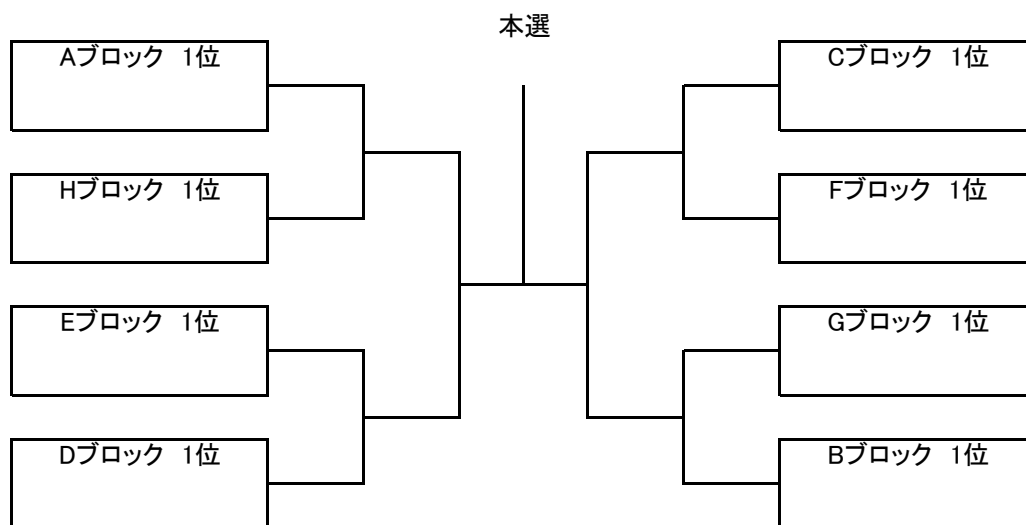 本選
Aブロック　1位
Cブロック　1位
Hブロック　1位
Fブロック　1位
Eブロック　1位
Gブロック　1位
Dブロック　1位
Bブロック　1位